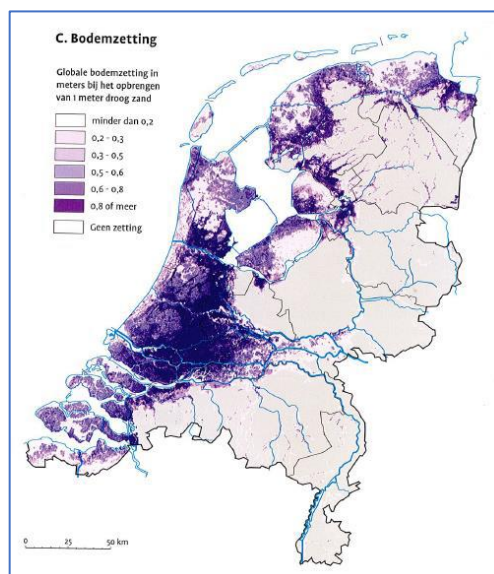 C. Bodemzetting
Globale bodemzetting in
meters bij het opbrengen
van 1 meter droog zand
minder dan 0,2
0,2 - 0,3
0,3 - 0,5
0,5 - 0,6
0,6 - 0,8
0,8 of meer
Geen zetting
0 25 50 km